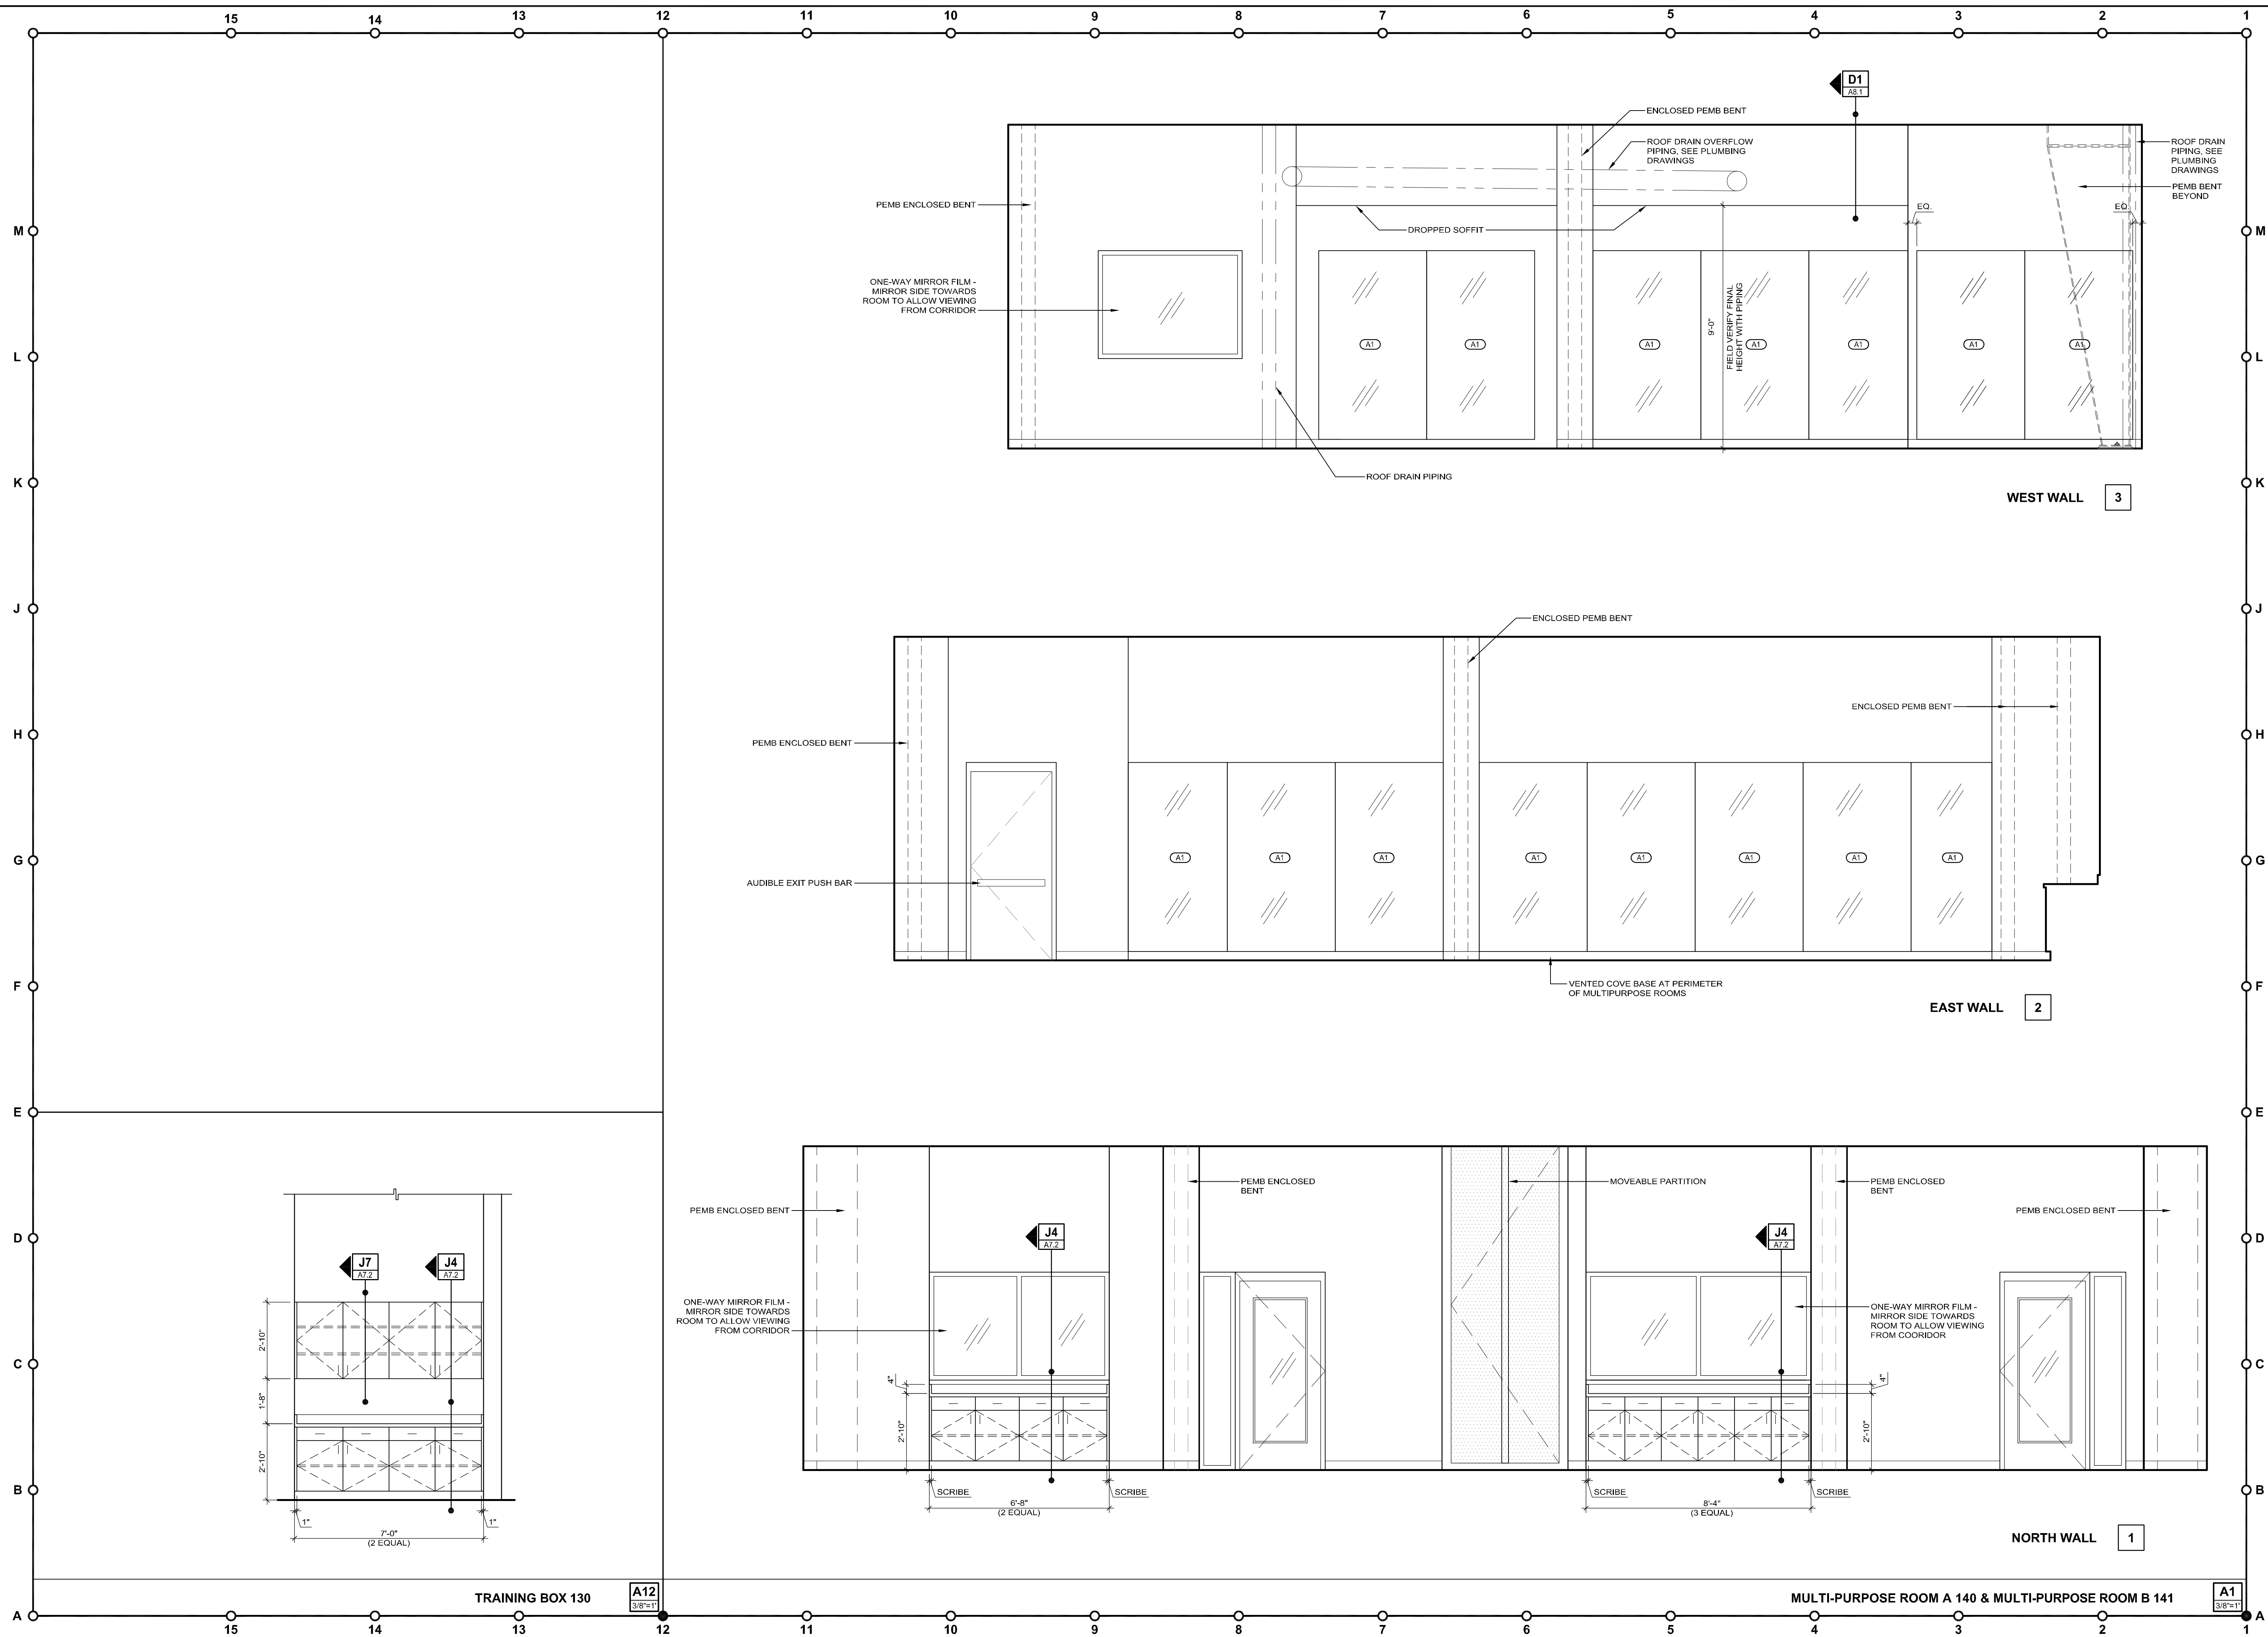 15 14 13 12 11 10 9 8 7 6 5 4 3 2 1
D1
A8.1
ENCLOSED PEMB BENT
ROOF DRAIN OVERFLOW
PIPING, SEE PLUMBING
DRAWINGS
ROOF DRAIN
PIPING, SEE
PLUMBING
DRAWINGS
PEMB BENT
BEYOND
PEMB ENCLOSED BENT
EQ.
EQ.
M
M
DROPPED SOFFIT
ONE-WAY MIRROR FILM -
MIRROR SIDE TOWARDS
ROOM TO ALLOW VIEWING
FROM CORRIDOR
9'-0"
FIELD VERIFY FINAL
HEIGHT WITH PIPING
A1 A1 A1 A1 A1 A1 A1
L
L
ROOF DRAIN PIPING
K
K
WEST WALL 3
J
J
ENCLOSED PEMB BENT
ENCLOSED PEMB BENT
H
H
PEMB ENCLOSED BENT
A1 A1 A1 A1 A1 A1 A1 A1
G
G
AUDIBLE EXIT PUSH BAR
VENTED COVE BASE AT PERIMETER
OF MULTIPURPOSE ROOMS
F
F
EAST WALL 2
E
E
PEMB ENCLOSED
BENT
MOVEABLE PARTITION
PEMB ENCLOSED
BENT
PEMB ENCLOSED BENT
PEMB ENCLOSED BENT
D
D
J4
A7.2
J4
A7.2
J7
A7.2
J4
A7.2
ONE-WAY MIRROR FILM -
MIRROR SIDE TOWARDS
ROOM TO ALLOW VIEWING
FROM CORRIDOR
ONE-WAY MIRROR FILM -
MIRROR SIDE TOWARDS
ROOM TO ALLOW VIEWING
FROM COORIDOR
2'-10"
1'-8"
2'-10"
C
C
4"
2'-10"
4"
2'-10"
B
B
SCRIBE
SCRIBE
SCRIBE
SCRIBE
6'-8"
(2 EQUAL)
8'-4"
(3 EQUAL)
1"
1"
7'-0"
(2 EQUAL)
NORTH WALL 1
TRAINING BOX 130
A12
3/8"=1'
MULTI-PURPOSE ROOM A 140 & MULTI-PURPOSE ROOM B 141
A1
3/8"=1'
A
A
15 14 13 12 11 10 9 8 7 6 5 4 3 2 1